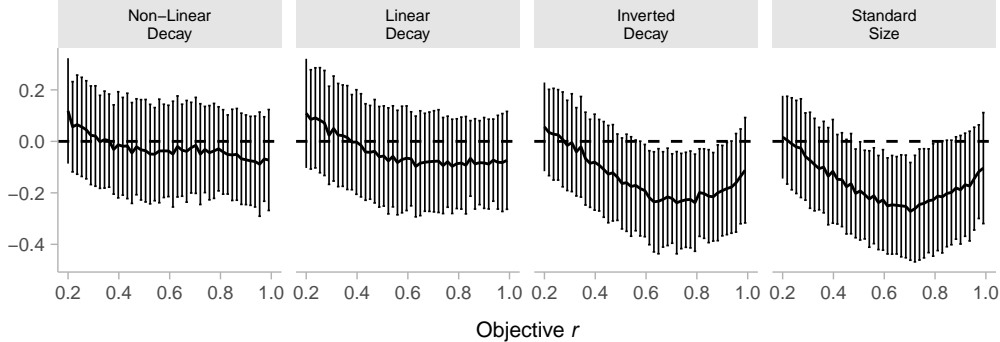 Non−Linear
Decay
Linear
Decay
Inverted
Decay
Standard
Size
0.2
0.0
−0.2
−0.4
0.2 0.4 0.6 0.8 1.0
0.2 0.4 0.6 0.8 1.0
0.2 0.4 0.6 0.8 1.0
0.2 0.4 0.6 0.8 1.0
Objective r